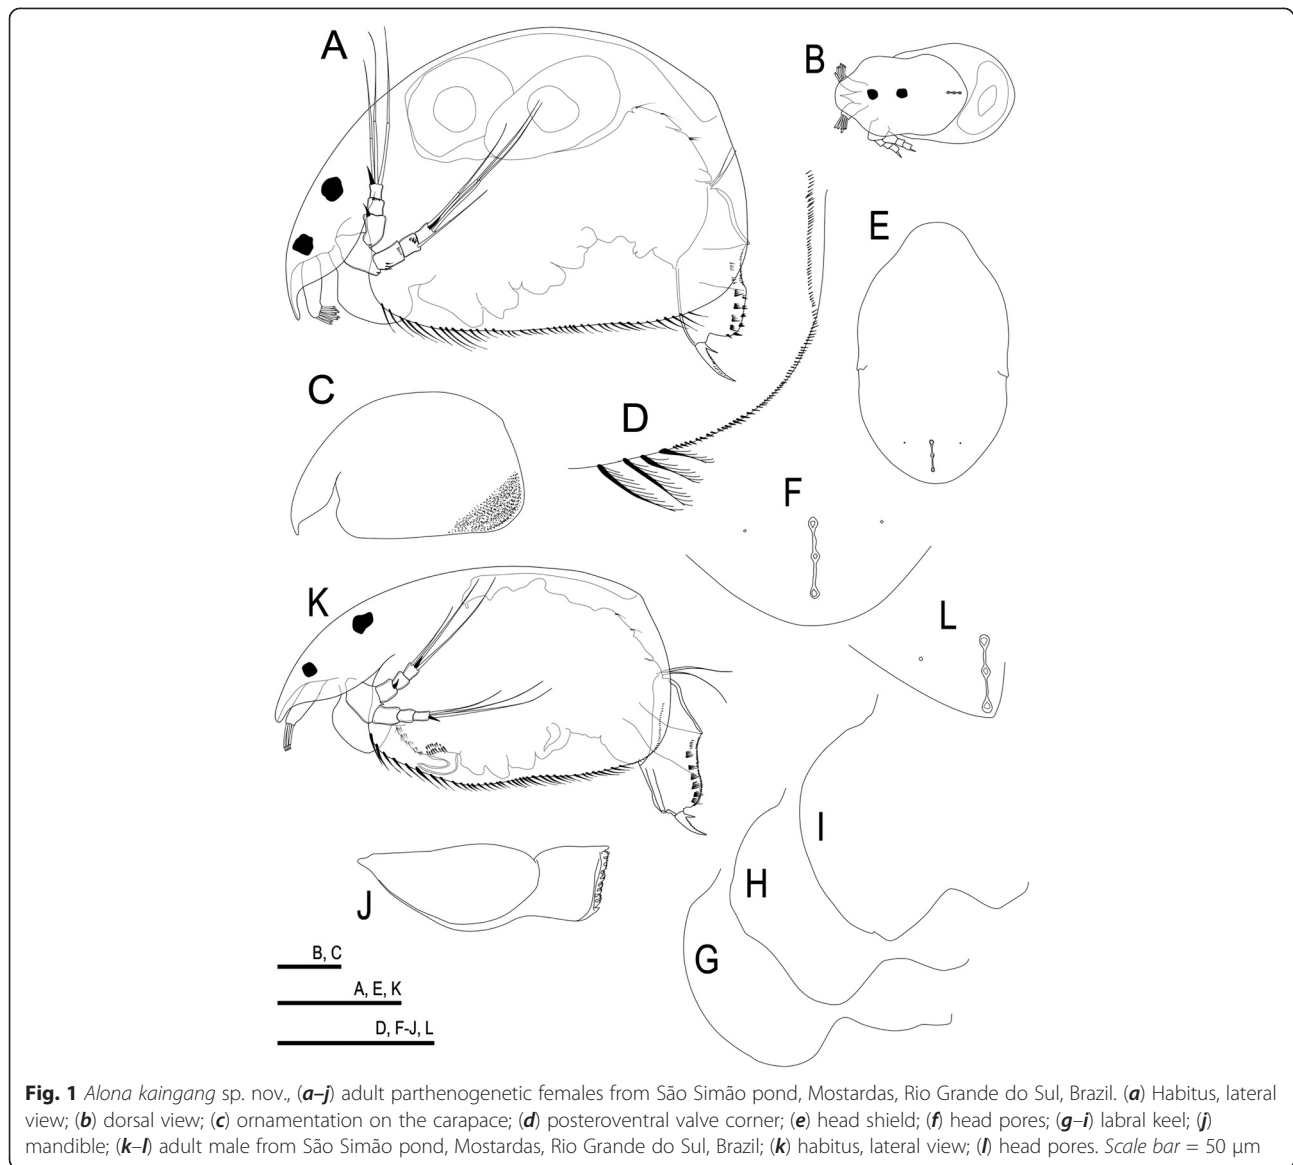 A
B
E
C
D
F
K
L
I
H
J
G
B, C
A, E, K
D, F-J, L
Fig. 1 Alona kaingang sp. nov., (a–j) adult parthenogenetic females from São Simão pond, Mostardas, Rio Grande do Sul, Brazil. (a) Habitus, lateral
view; (b) dorsal view; (c) ornamentation on the carapace; (d) posteroventral valve corner; (e) head shield; (f) head pores; (g–i) labral keel; (j)
mandible; (k–l) adult male from São Simão pond, Mostardas, Rio Grande do Sul, Brazil; (k) habitus, lateral view; (l) head pores. Scale bar = 50 μm